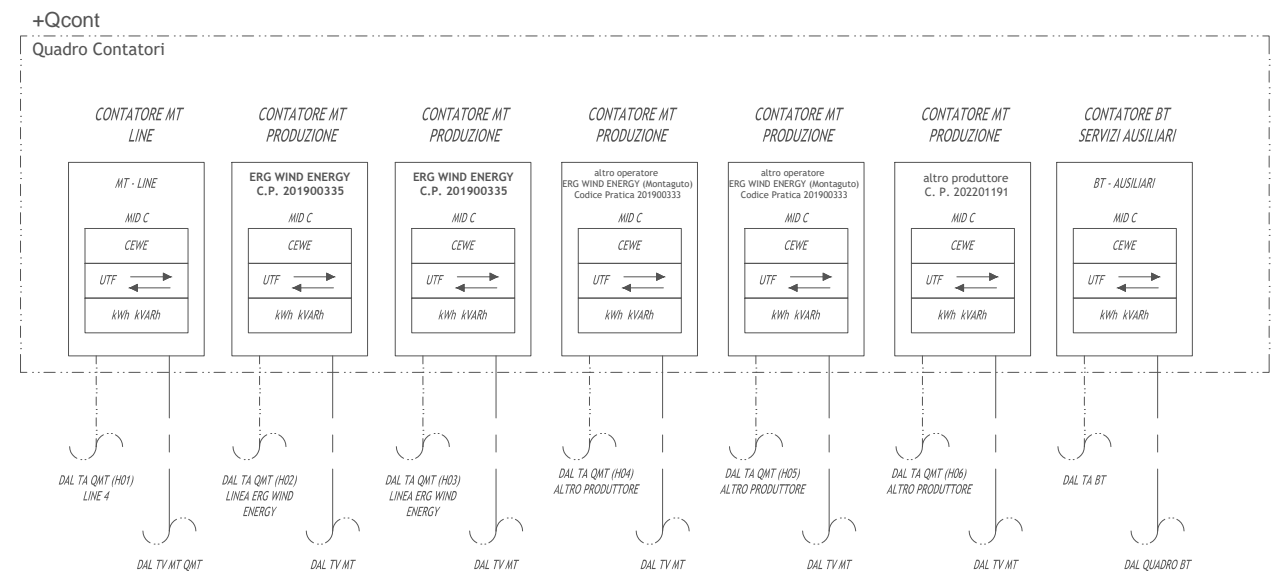 +Qcont
Quadro Contatori
CONTATORE MT
LINE
CONTATORE MT
PRODUZIONE
CONTATORE MT
PRODUZIONE
CONTATORE MT
PRODUZIONE
CONTATORE MT
PRODUZIONE
CONTATORE MT
PRODUZIONE
CONTATORE BT
SERVIZI AUSILIARI
MT - LINE
MID C
CEWE
UTF
kWh kVARh
ERG WIND ENERGY
C.P. 201900335
MID C
CEWE
UTF
kWh kVARh
ERG WIND ENERGY
C.P. 201900335
MID C
CEWE
UTF
kWh kVARh
altro operatore
ERG WIND ENERGY (Montaguto)
Codice Pratica 201900333
MID C
CEWE
UTF
kWh kVARh
altro operatore
ERG WIND ENERGY (Montaguto)
Codice Pratica 201900333
MID C
CEWE
UTF
kWh kVARh
altro produttore
C. P. 202201191
MID C
CEWE
UTF
kWh kVARh
BT - AUSILIARI
MID C
CEWE
UTF
kWh kVARh
DAL TA QMT (H01)
LINE 4
DAL TA QMT (H02)
LINEA ERG WIND
ENERGY
DAL TA QMT (H03)
LINEA ERG WIND
ENERGY
DAL TA QMT (H04)
ALTRO PRODUTTORE
DAL TA QMT (H05)
ALTRO PRODUTTORE
DAL TA QMT (H06)
ALTRO PRODUTTORE
DAL TA BT
DAL TV MT QMT
DAL TV MT
DAL TV MT
DAL TV MT
DAL TV MT
DAL TV MT
DAL QUADRO BT